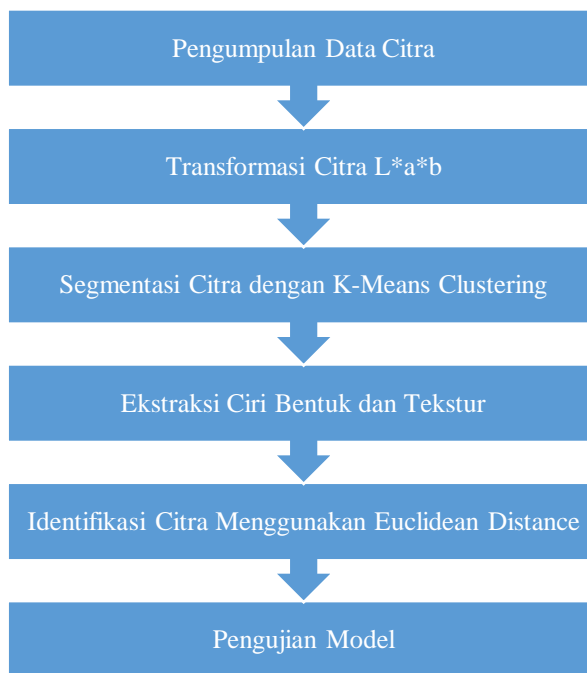 Pengumpulan Data Citra
Transformasi Citra L*a*b
Segmentasi Citra dengan K-Means Clustering
Ekstraksi Ciri Bentuk dan Tekstur
Identifikasi Citra Menggunakan Euclidean Distance
Pengujian Model